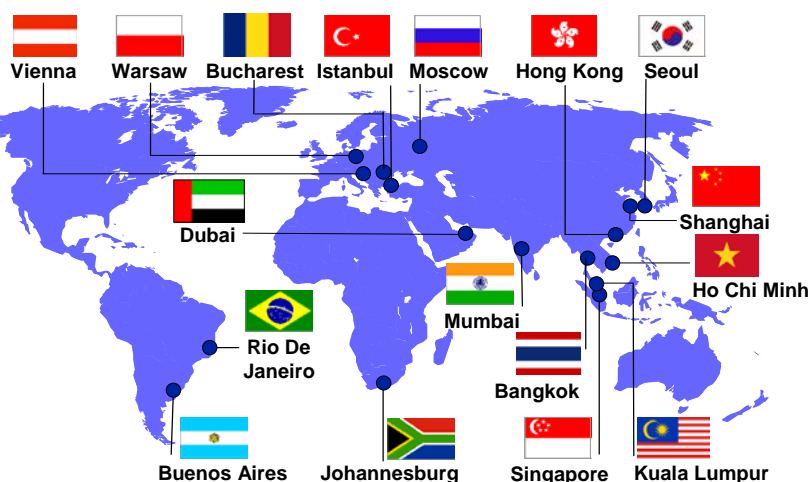 Vienna
Warsaw
Bucharest
Istanbul
Moscow
Hong Kong
Seoul
Shanghai
Dubai
Ho Chi Minh
Mumbai
Rio De
Janeiro
Bangkok
Buenos Aires
Johannesburg
Singapore
Kuala Lumpur